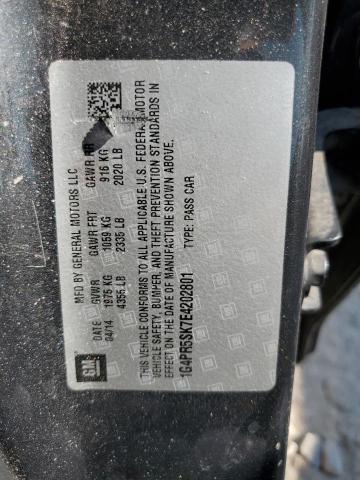 GM
MFD BY GENERAL MOTORS LLC
DATE GVWR GAWR FRT GAWR RR
04/14 1975 KG 1059 KG 916 KG
4355 LB 2335 LB 2020 LB
THIS VEHICLE CONFORMS TO ALL APPLICABLE U.S. FEDERAL MOTOR
VEHICLE SAFETY, BUMPER, AND THEFT PREVENTION STANDARDS IN
EFFECT ON THE DATE OF MANUFACTURE SHOWN ABOVE.
1G4PR5SK7E4202801 TYPE: PASS CAR